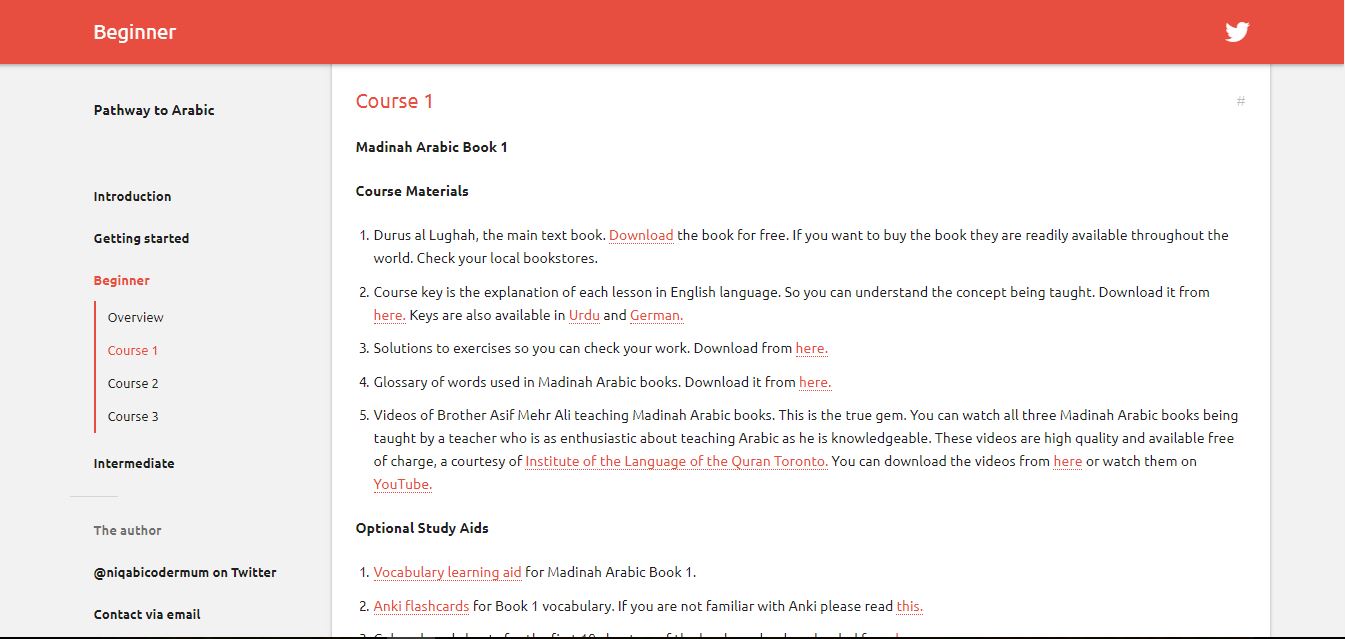 Beginner
Pathway to Arabic
Introduction
Getting started
Beginner
Overview
Course 1
Course 2
Course 3
Intermediate
The author
@niqabicodermum on Twitter
Contact via email
Course 1
#
Madinah Arabic Book 1
Course Materials
1. Durus al Lughah, the main text book. Download the book for free. If you want to buy the book they are readily available throughout the
world. Check your local bookstores.
2. Course key is the explanation of each lesson in English language. So you can understand the concept being taught. Download it from
here. Keys are also available in Urdu and German.
3. Solutions to exercises so you can check your work. Download from here.
4. Glossary of words used in Madinah Arabic books. Download it from here.
5. Videos of Brother Asif Mehr Ali teaching Madinah Arabic books. This is the true gem. You can watch all three Madinah Arabic books being
taught by a teacher who is as enthusiastic about teaching Arabic as he is knowledgeable. These videos are high quality and available free
of charge, a courtesy of Institute of the Language of the Quran Toronto. You can download the videos from here or watch them on
YouTube.
Optional Study Aids
1. Vocabulary learning aid for Madinah Arabic Book 1.
2. Anki flashcards for Book 1 vocabulary. If you are not familiar with Anki please read this.